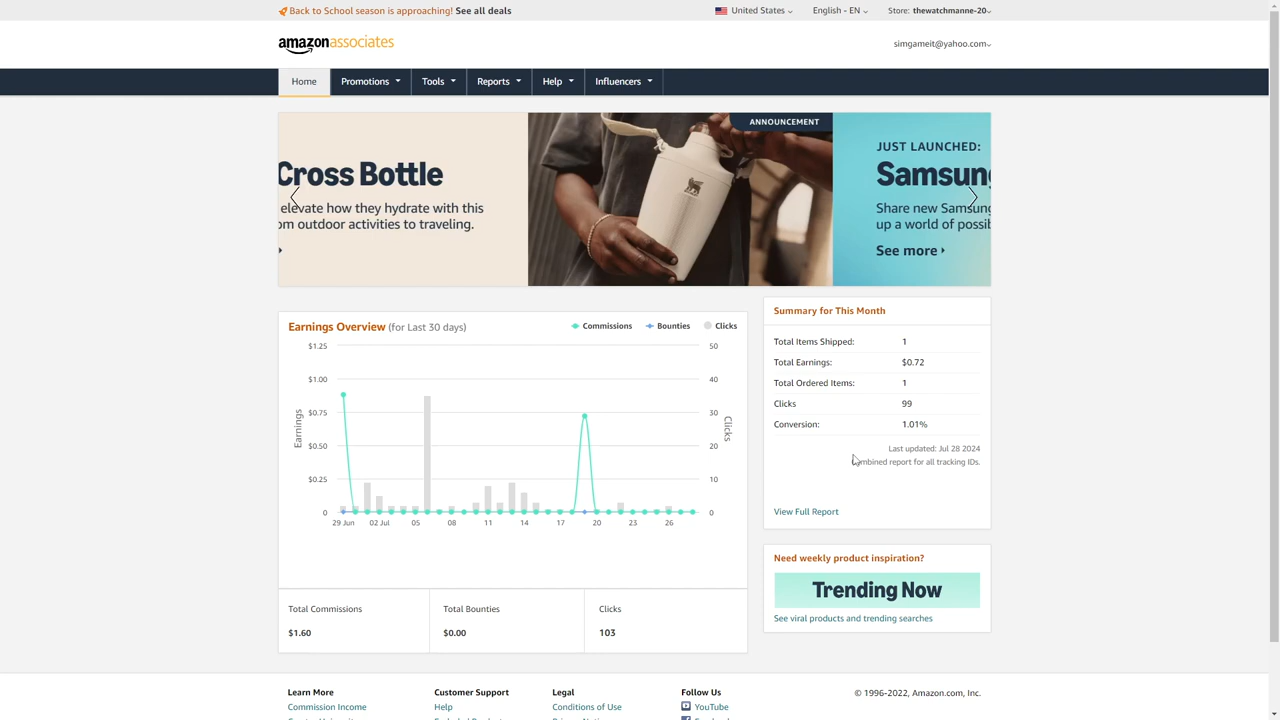 Back to School season is approaching! See all deals
United States
English - EN
Store: thewatchmanne-20
amazonassociates
simgameit@yahoo.com
Home
Promotions
Tools
Reports
Help
Influencers
ANNOUNCEMENT
Cross Bottle
elevate how they hydrate with this
om outdoor activities to traveling.
JUST LAUNCHED:
Samsung
Share new Samsung
up a world of possib
See more
Earnings Overview (for Last 30 days)
Commissions
Bounties
Clicks
$1.25
$1.00
$0.75
$0.50
$0.25
0
Earnings
50
40
30
20
10
0
Clicks
29 Jun
02 Jul
05
08
11
14
17
20
23
26
Total Commissions
$1.60
Total Bounties
$0.00
Clicks
103
Summary for This Month
Total Items Shipped: 1
Total Earnings: $0.72
Total Ordered Items: 1
Clicks 99
Conversion: 1.01%
Last updated: Jul 28 2024
Combined report for all tracking IDs.
View Full Report
Need weekly product inspiration?
Trending Now
See viral products and trending searches
Learn More
Commission Income
Customer Support
Help
Legal
Conditions of Use
Follow Us
YouTube
© 1996-2022, Amazon.com, Inc.